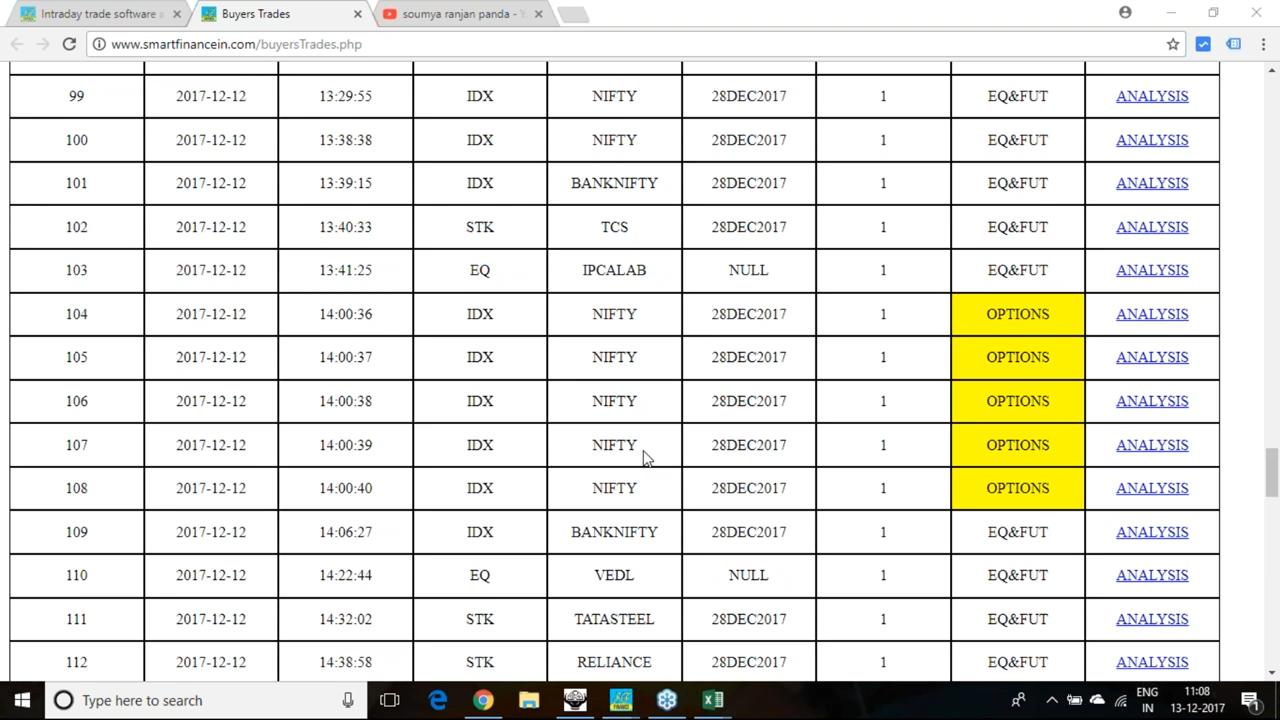 Intraday trade software a
Buyers Trades
soumya ranjan panda - Y
www.smartfinancein.com/buyersTrades.php
99 2017-12-12 13:29:55 IDX NIFTY 28DEC2017 1 EQ&FUT ANALYSIS
100 2017-12-12 13:38:38 IDX NIFTY 28DEC2017 1 EQ&FUT ANALYSIS
101 2017-12-12 13:39:15 IDX BANKNIFTY 28DEC2017 1 EQ&FUT ANALYSIS
102 2017-12-12 13:40:33 STK TCS 28DEC2017 1 EQ&FUT ANALYSIS
103 2017-12-12 13:41:25 EQ IPCALAB NULL 1 EQ&FUT ANALYSIS
104 2017-12-12 14:00:36 IDX NIFTY 28DEC2017 1 OPTIONS ANALYSIS
105 2017-12-12 14:00:37 IDX NIFTY 28DEC2017 1 OPTIONS ANALYSIS
106 2017-12-12 14:00:38 IDX NIFTY 28DEC2017 1 OPTIONS ANALYSIS
107 2017-12-12 14:00:39 IDX NIFTY 28DEC2017 1 OPTIONS ANALYSIS
108 2017-12-12 14:00:40 IDX NIFTY 28DEC2017 1 OPTIONS ANALYSIS
109 2017-12-12 14:06:27 IDX BANKNIFTY 28DEC2017 1 EQ&FUT ANALYSIS
110 2017-12-12 14:22:44 EQ VEDL NULL 1 EQ&FUT ANALYSIS
111 2017-12-12 14:32:02 STK TATASTEEL 28DEC2017 1 EQ&FUT ANALYSIS
112 2017-12-12 14:38:58 STK RELIANCE 28DEC2017 1 EQ&FUT ANALYSIS
Type here to search
ENG 11:08
IN 13-12-2017